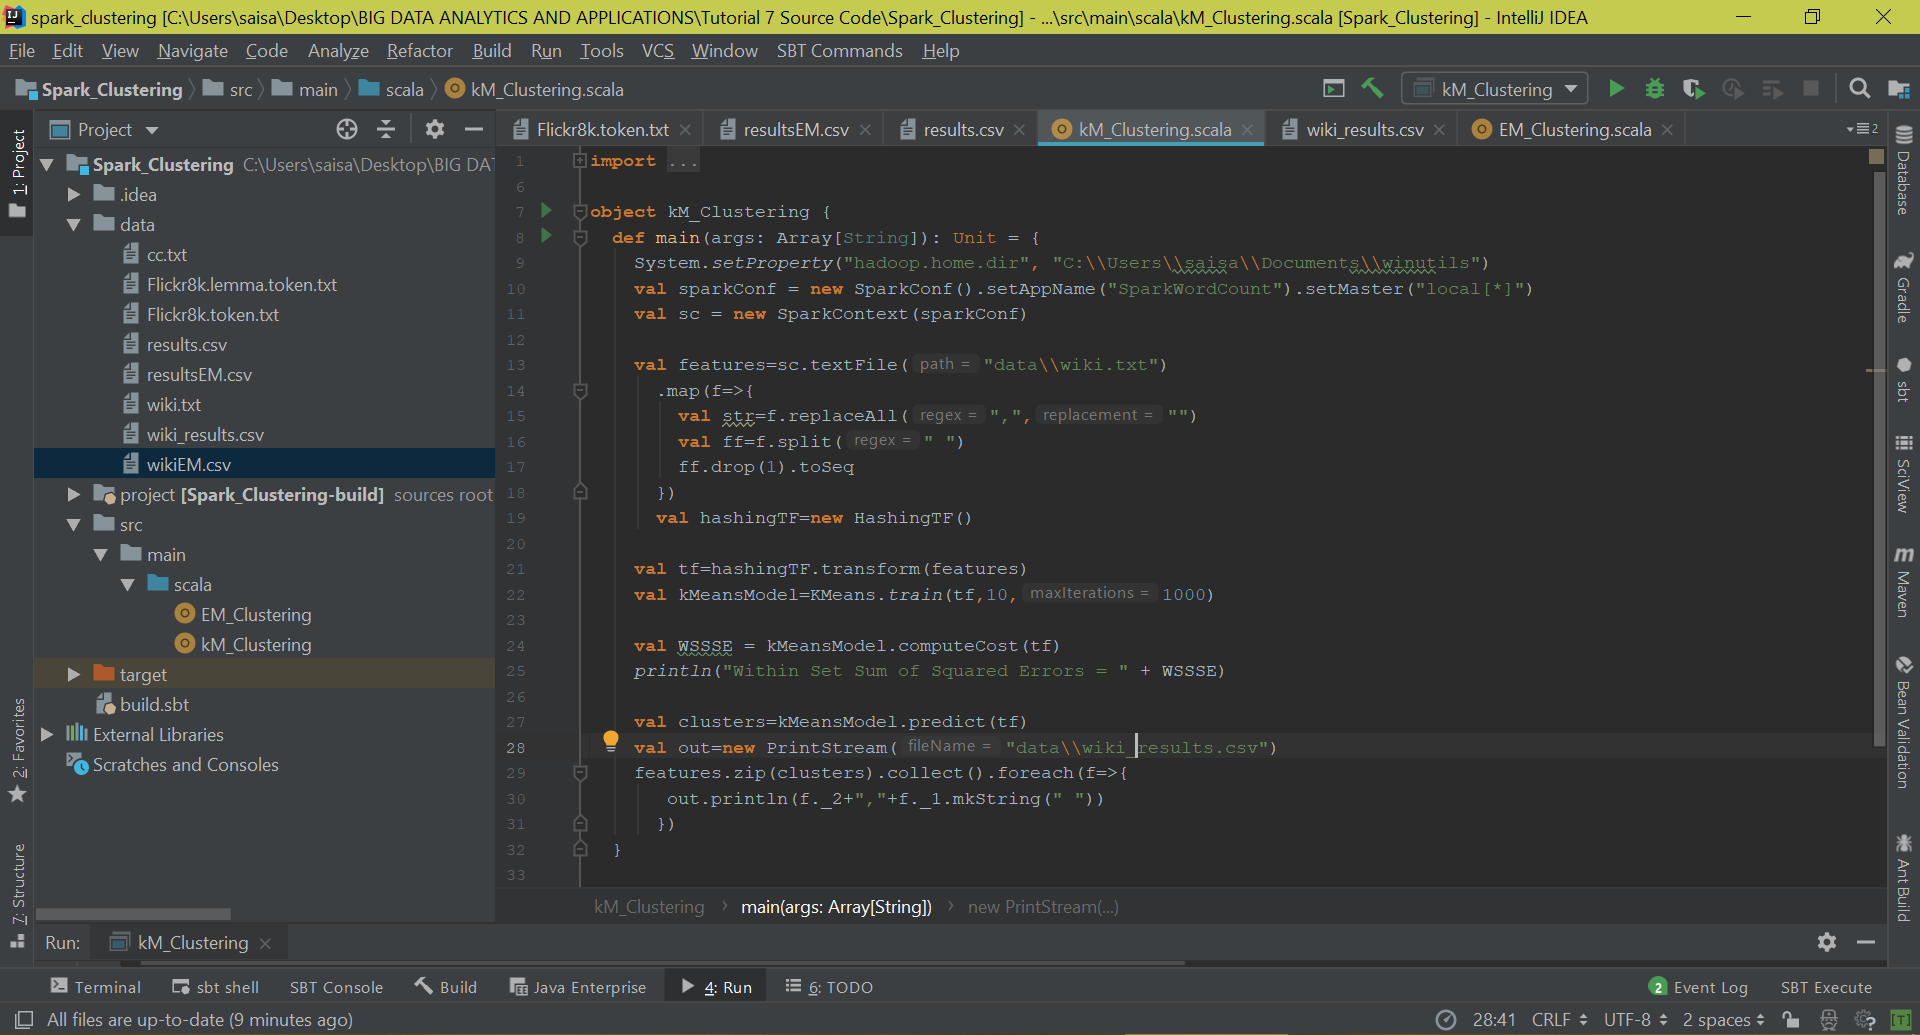 spark_clustering [C:\Users\saisa\Desktop\BIG DATA ANALYTICS AND APPLICATIONS\Tutorial 7 Source Code\Spark_Clustering] - ...\src\main\scala\kM_Clustering.scala [Spark_Clustering] - IntelliJ IDEA
File Edit View Navigate Code Analyze Refactor Build Run Tools VCS Window SBT Commands Help
Spark_Clustering src main scala kM_Clustering.scala kM_Clustering
Project
Flickr8k.token.txt resultsEM.csv results.csv kM_Clustering.scala wiki_results.csv EM_Clustering.scala 2
Spark_Clustering C:\Users\saisa\Desktop\BIG DAT
.idea
data
cc.txt
Flickr8k.lemma.token.txt
Flickr8k.token.txt
results.csv
resultsEM.csv
wiki.txt
wiki_results.csv
wikiEM.csv
project [Spark_Clustering-build] sources root
src
main
scala
EM_Clustering
kM_Clustering
target
build.sbt
External Libraries
Scratches and Consoles
1: Project
2: Favorites
7: Structure
1 import ...
6
7 object kM_Clustering {
8 def main(args: Array[String]): Unit = {
9 System.setProperty("hadoop.home.dir", "C:\\Users\\saisa\\Documents\\winutils")
10 val sparkConf = new SparkConf().setAppName("SparkWordCount").setMaster("local[*]")
11 val sc = new SparkContext(sparkConf)
12
13 val features=sc.textFile( path = "data\\wiki.txt")
14 .map(f=>{
15 val str=f.replaceAll( regex = ",", replacement = "")
16 val ff=f.split( regex = " ")
17 ff.drop(1).toSeq
18 })
19 val hashingTF=new HashingTF()
20
21 val tf=hashingTF.transform(features)
22 val kMeansModel=KMeans.train(tf,10, maxIterations = 1000)
23
24 val WSSSE = kMeansModel.computeCost(tf)
25 println("Within Set Sum of Squared Errors = " + WSSSE)
26
27 val clusters=kMeansModel.predict(tf)
28 val out=new PrintStream( fileName = "data\\wiki_results.csv")
29 features.zip(clusters).collect().foreach(f=>{
30 out.println(f._2+","+f._1.mkString(" "))
31 })
32 }
33
kM_Clustering main(args: Array[String]) new PrintStream(...)
Database
Gradle
sbt
SciView
Maven
Bean Validation
Ant Build
Run: kM_Clustering
Terminal sbt shell SBT Console Build Java Enterprise 4: Run 6: TODO 2 Event Log SBT Execute
All files are up-to-date (9 minutes ago) 28:41 CRLF UTF-8 2 spaces [T]